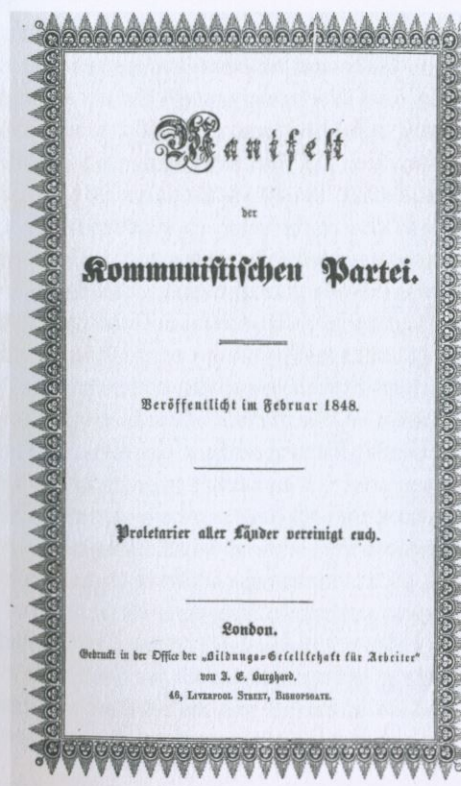 Manifest
der
Kommunistischen Partei.
Veröffentlicht im Februar 1848.
Proletarier aller Länder vereinigt euch.
London.
Gedruckt in der Office der „Bildungs-Gesellschaft für Arbeiter"
von J. E. Burghard.
46, LIVERPOOL STREET, BISHOPSGATE.